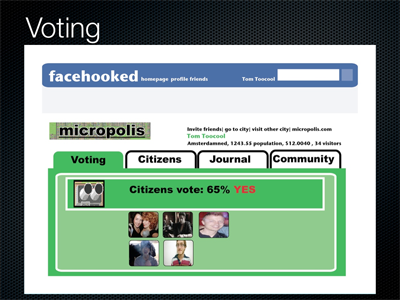 Voting
facehooked homepage profile friends Tom Toocool
micropolis
Invite friends| go to city| visit other city| micropolis.com
Tom Toocool
Amsterdamned, 1243.55 population, 512.0040 , 34 visitors
Voting Citizens Journal Community
Citizens vote: 65% YES